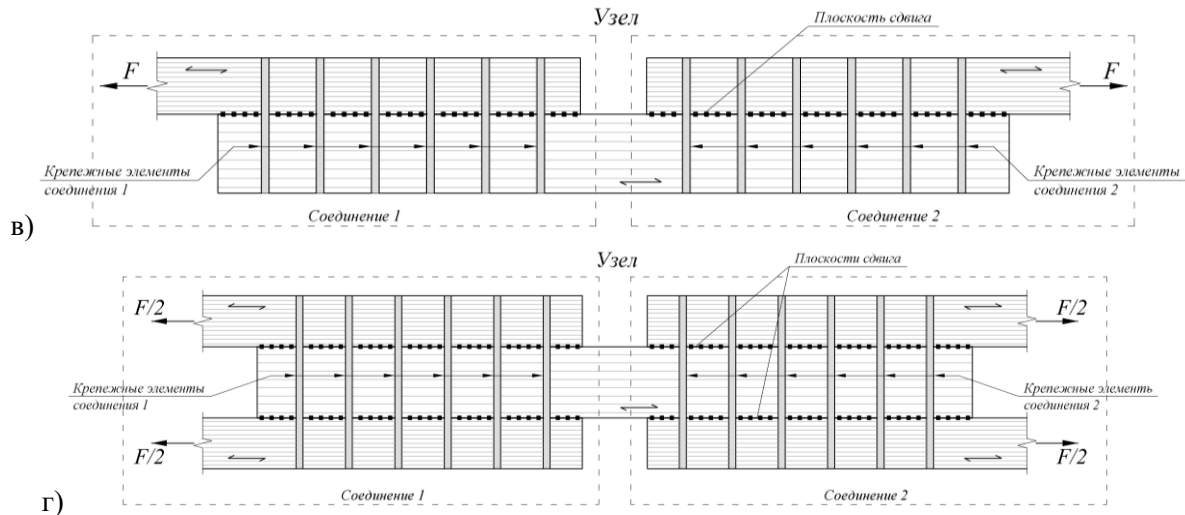 Узел
Плоскость сдвига
F
F
Крепежные элементы
соединения 1
Крепежные элементы
соединения 2
Соединение 1
Соединение 2
в)
Узел
Плоскости сдвига
F/2
F/2
Крепежные элементы
соединения 1
Крепежные элементь
соединения 2
F/2
F/2
Соединение 1
Соединение 2
г)